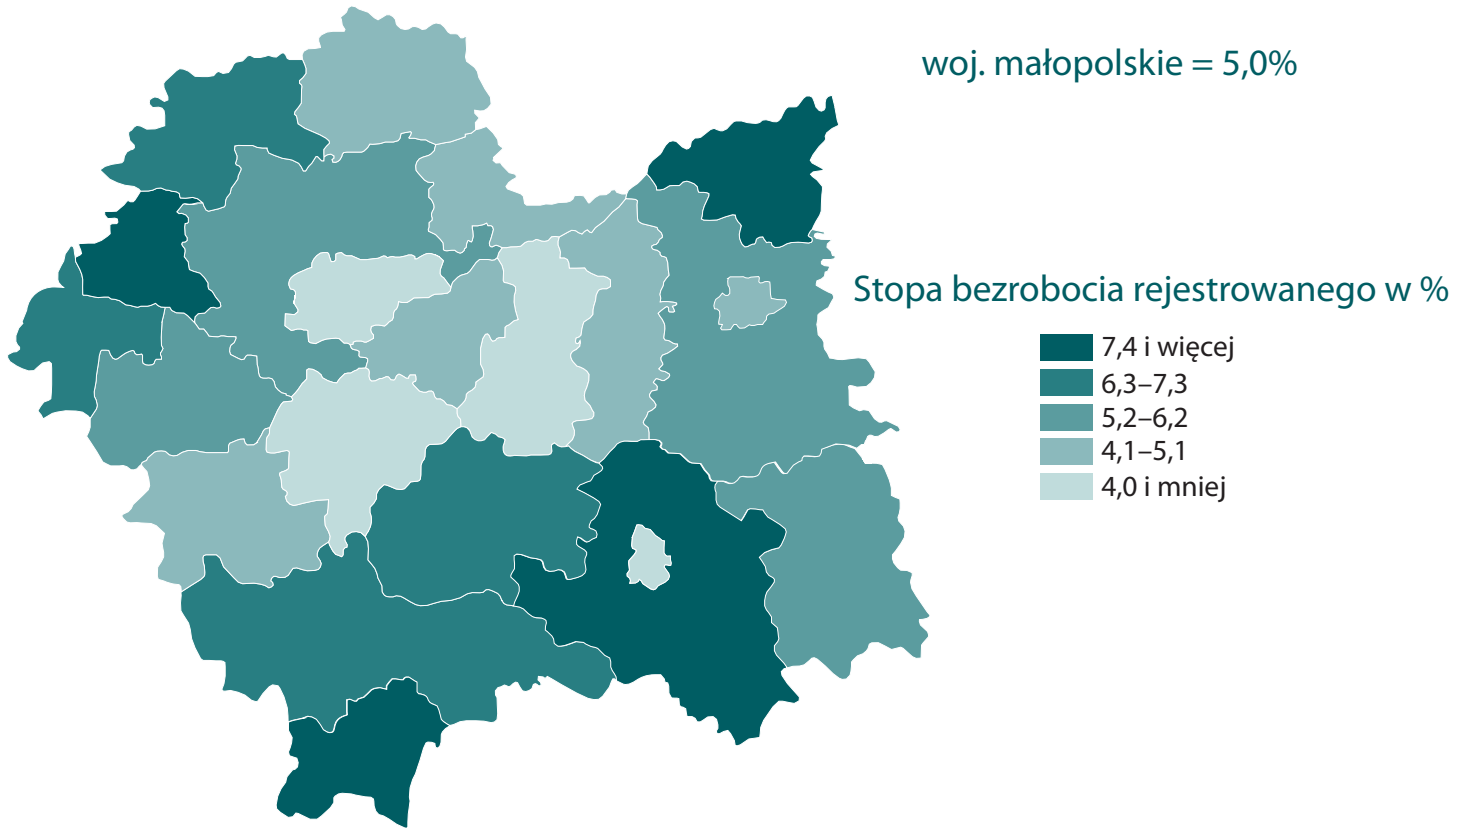 woj. małopolskie = 5,0%
Stopa bezrobocia rejestrowanego w %
7,4 i więcej
6,3–7,3
5,2–6,2
4,1–5,1
4,0 i mniej